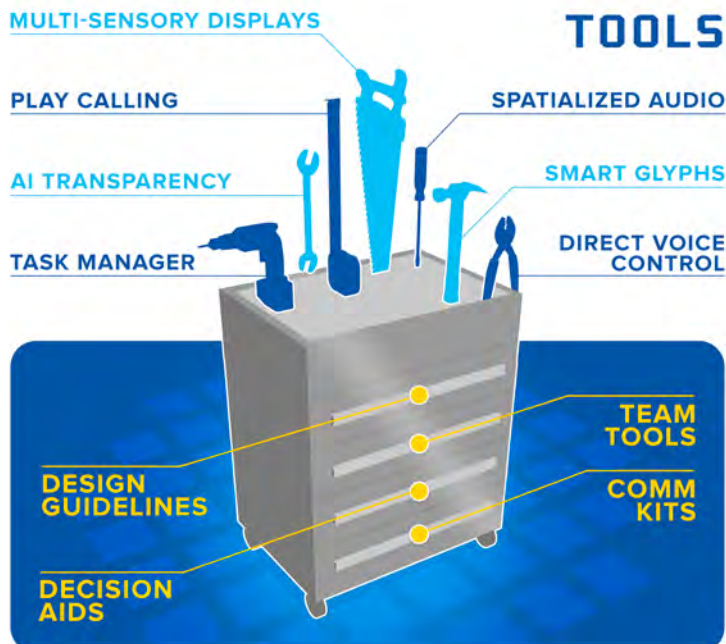 MULTI-SENSORY DISPLAYS
TOOLS
PLAY CALLING
SPATIALIZED AUDIO
AI TRANSPARENCY
SMART GLYPHS
TASK MANAGER
DIRECT VOICE
CONTROL
TEAM
TOOLS
DESIGN
GUIDELINES
COMM
KITS
DECISION
AIDS